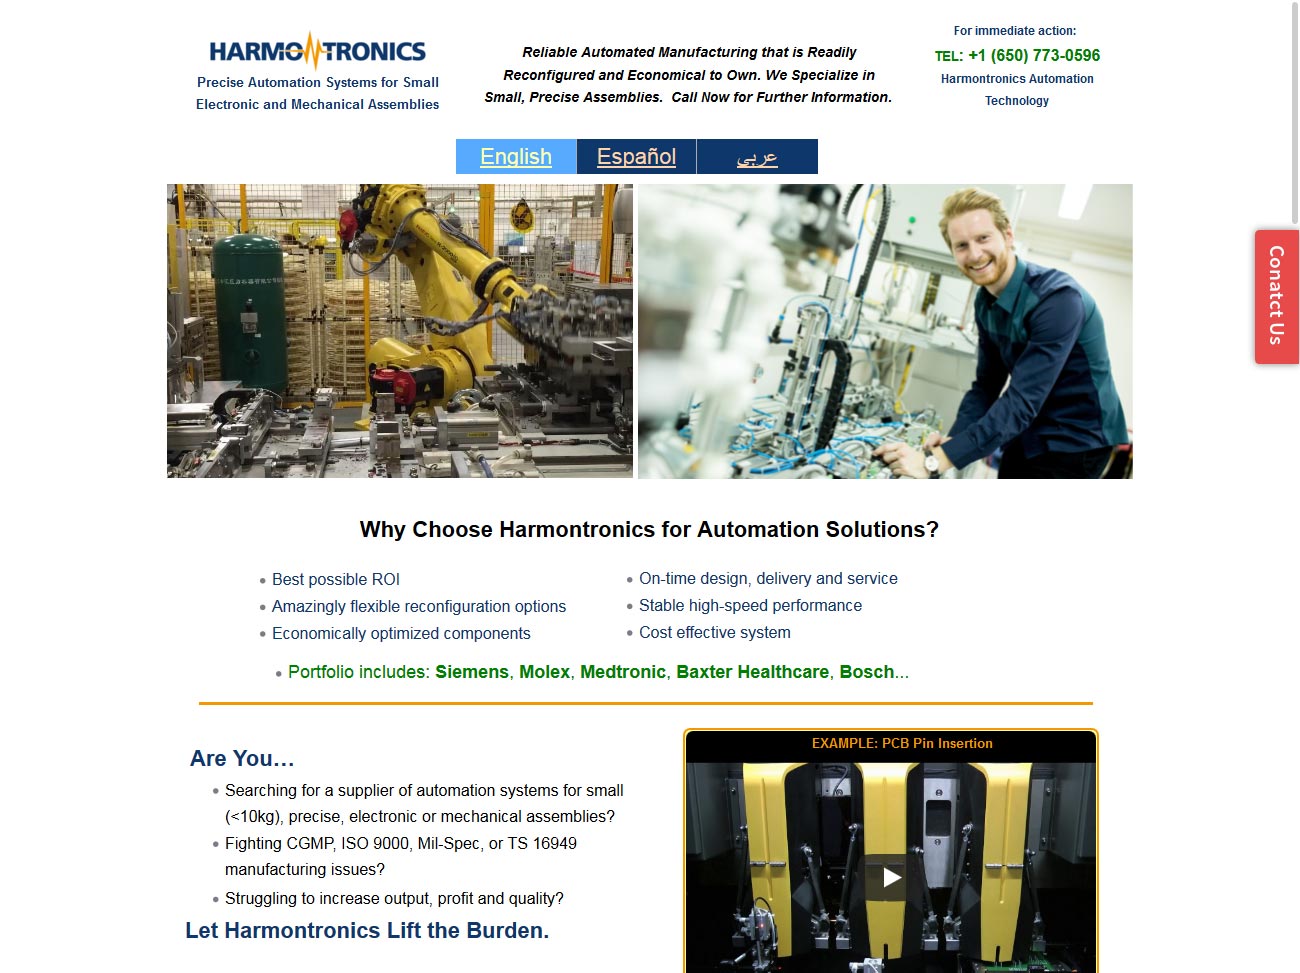 HARMONTRONICS
Precise Automation Systems for Small
Electronic and Mechanical Assemblies
Reliable Automated Manufacturing that is Readily
Reconfigured and Economical to Own. We Specialize in
Small, Precise Assemblies. Call Now for Further Information.
For immediate action:
TEL: +1 (650) 773-0596
Harmontronics Automation
Technology
English
Español
عربي
Conatct Us
Why Choose Harmontronics for Automation Solutions?
• Best possible ROI
• Amazingly flexible reconfiguration options
• Economically optimized components
• On-time design, delivery and service
• Stable high-speed performance
• Cost effective system
• Portfolio includes: Siemens, Molex, Medtronic, Baxter Healthcare, Bosch...
Are You…
• Searching for a supplier of automation systems for small
(<10kg), precise, electronic or mechanical assemblies?
• Fighting CGMP, ISO 9000, Mil-Spec, or TS 16949
manufacturing issues?
• Struggling to increase output, profit and quality?
Let Harmontronics Lift the Burden.
EXAMPLE: PCB Pin Insertion